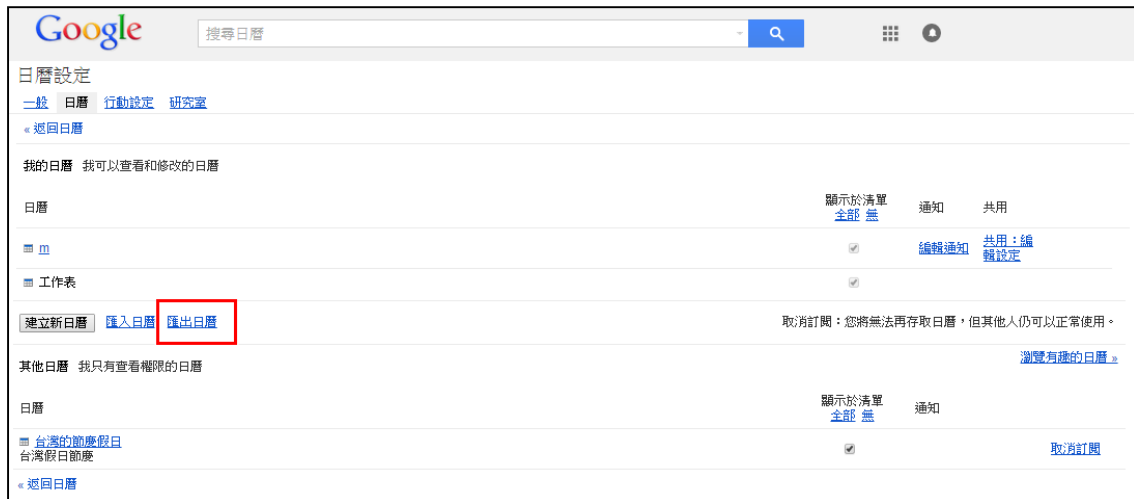 Google 搜尋日曆
日曆設定
一般 日曆 行動設定 研究室
« 返回日曆
我的日曆 我可以查看和修改的日曆
日曆 顯示於清單 通知 共用
全部 無
m 編輯通知 共用：編
輯設定
工作表
建立新日曆 匯入日曆 匯出日曆 取消訂閱：您將無法再存取日曆，但其他人仍可以正常使用。
瀏覽有趣的日曆 »
其他日曆 我只有查看權限的日曆
日曆 顯示於清單 通知
全部 無
台灣的節慶假日
台灣假日節慶 取消訂閱
« 返回日曆